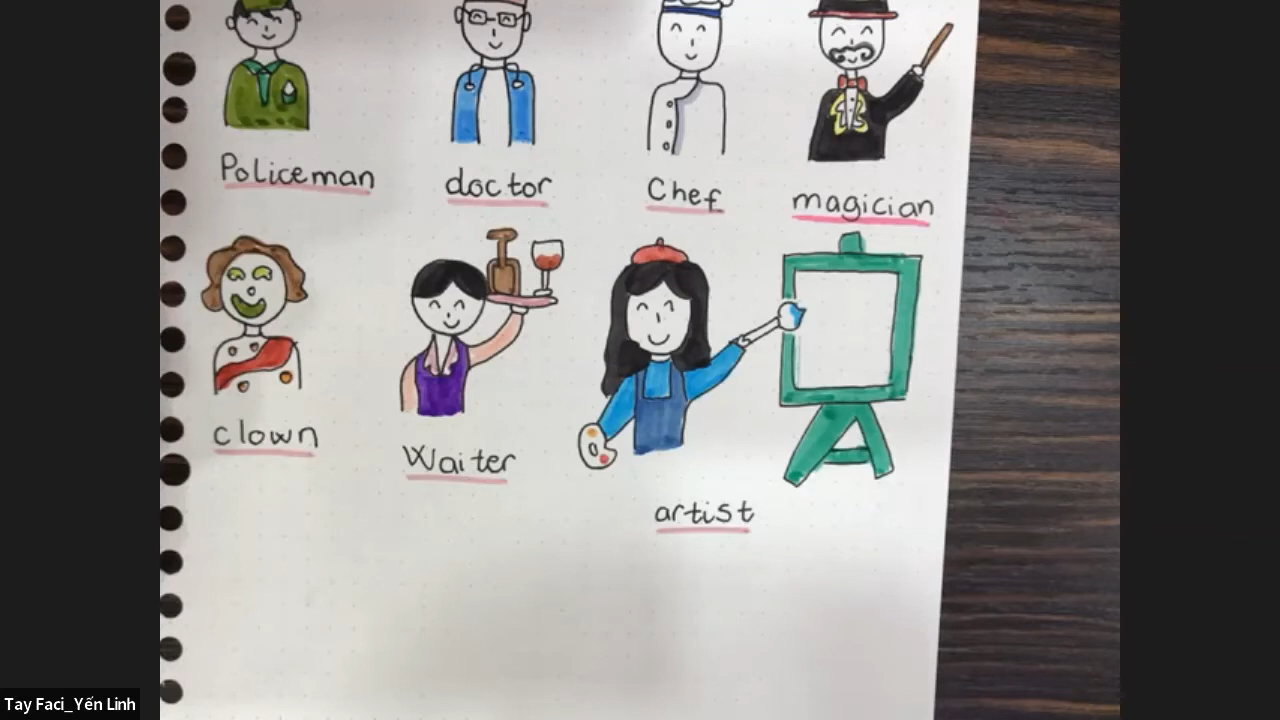 Policeman
doctor
Chef
magician
clown
Waiter
artist
Tay Faci_Yến Linh